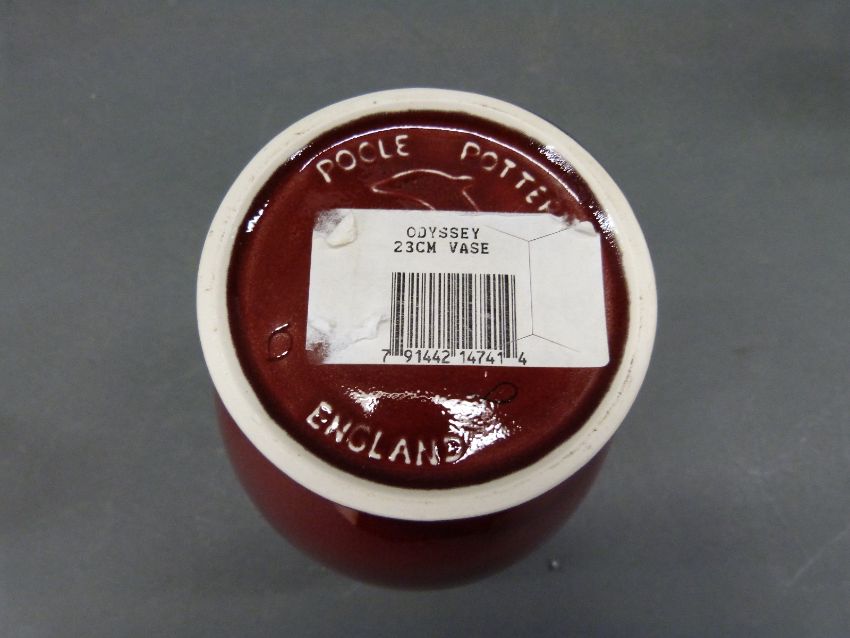 POOLE POTTERY
ODYSSEY
23CM VASE
7 91442 14741 4
ENGLAND